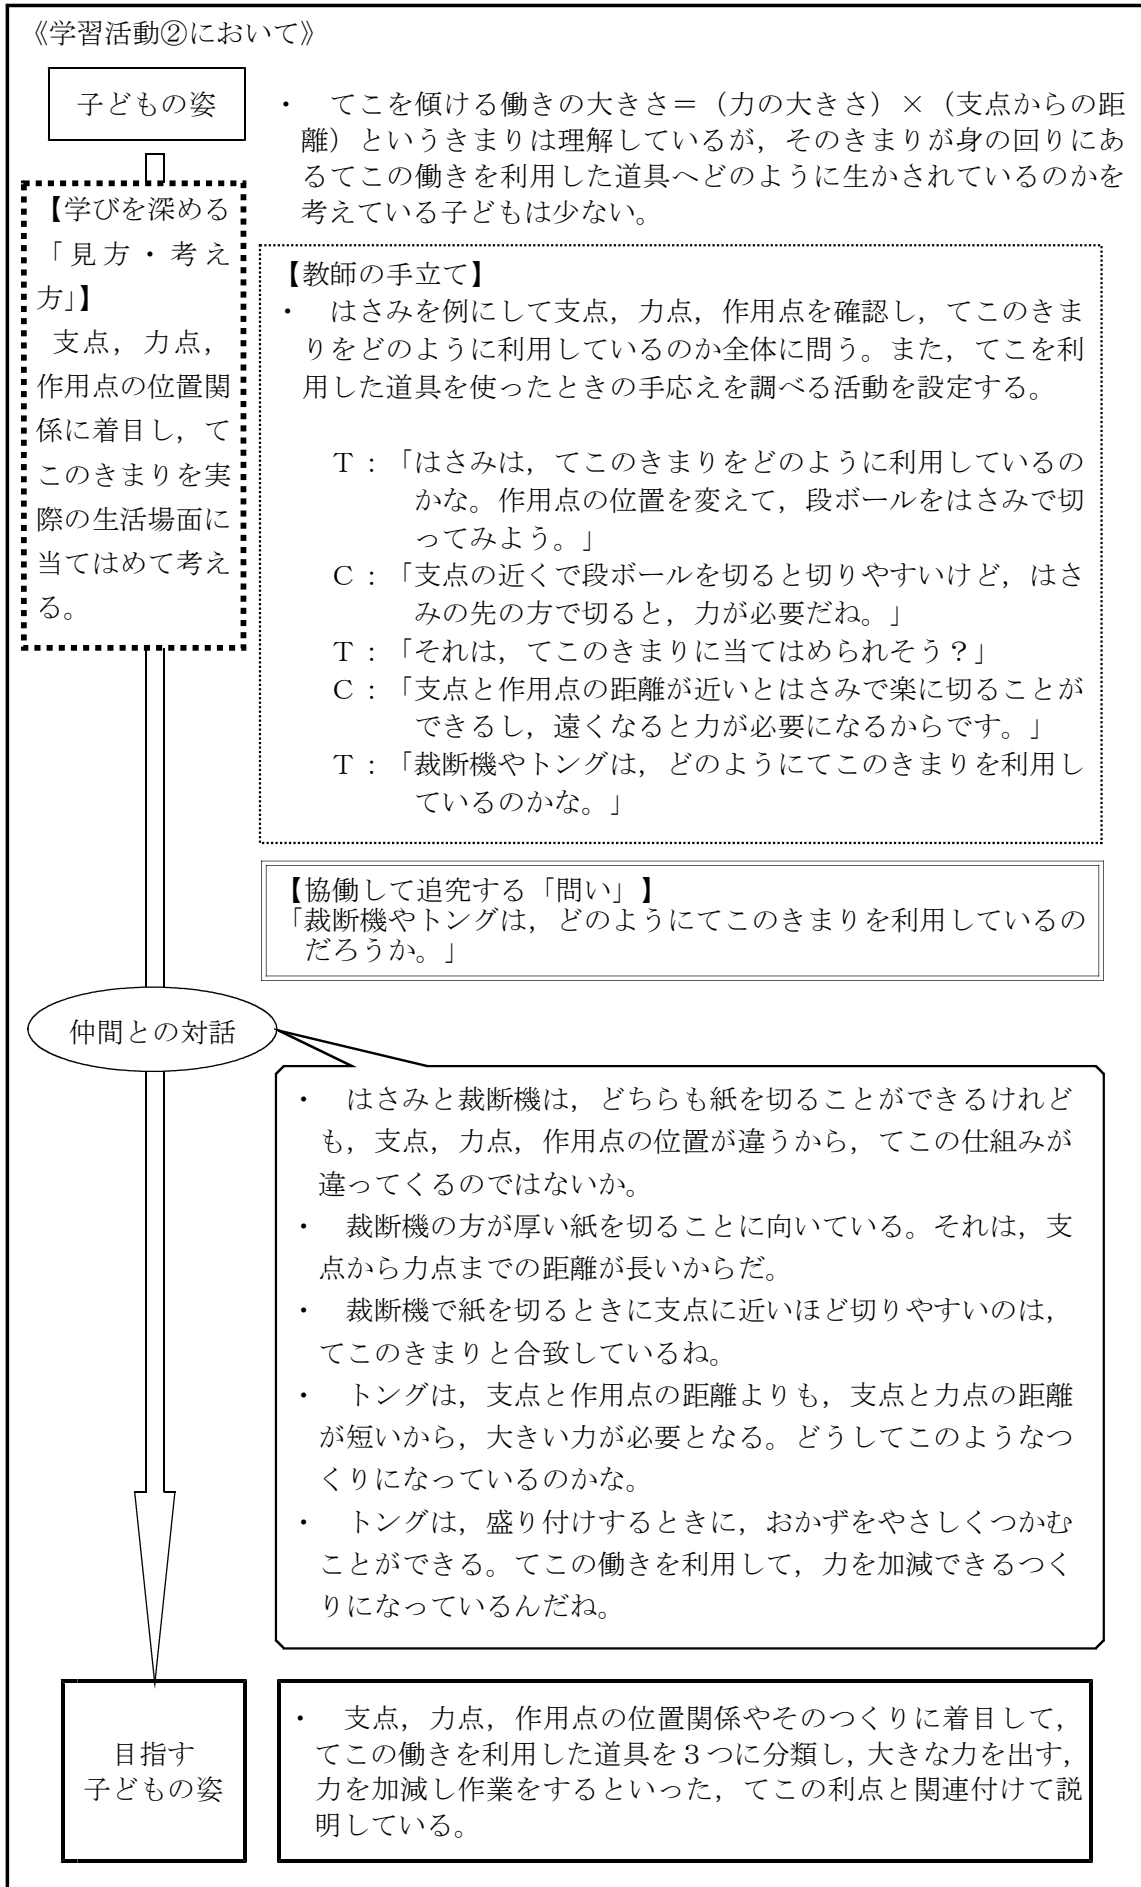 《学習活動②において》
子どもの姿
・　てこを傾ける働きの大きさ＝（力の大きさ）×（支点からの距
離）というきまりは理解しているが，そのきまりが身の回りにあ
るてこの働きを利用した道具へどのように生かされているのかを
考えている子どもは少ない。
【学びを深める
「見方・考え
方」】
支点，力点，
作用点の位置関
係に着目し，て
このきまりを実
際の生活場面に
当てはめて考え
る。
【教師の手立て】
・　はさみを例にして支点，力点，作用点を確認し，てこのきま
りをどのように利用しているのか全体に問う。また，てこを利
用した道具を使ったときの手応えを調べる活動を設定する。
Ｔ：「はさみは，てこのきまりをどのように利用しているの
かな。作用点の位置を変えて，段ボールをはさみで切
ってみよう。」
Ｃ：「支点の近くで段ボールを切ると切りやすいけど，はさ
みの先の方で切ると，力が必要だね。」
Ｔ：「それは，てこのきまりに当てはめられそう？」
Ｃ：「支点と作用点の距離が近いとはさみで楽に切ることが
できるし，遠くなると力が必要になるからです。」
Ｔ：「裁断機やトングは，どのようにてこのきまりを利用し
ているのかな。」
【協働して追究する「問い」】
「裁断機やトングは，どのようにてこのきまりを利用しているの
だろうか。」
仲間との対話
・　はさみと裁断機は，どちらも紙を切ることができるけれど
も，支点，力点，作用点の位置が違うから，てこの仕組みが
違ってくるのではないか。
・　裁断機の方が厚い紙を切ることに向いている。それは，支
点から力点までの距離が長いからだ。
・　裁断機で紙を切るときに支点に近いほど切りやすいのは，
てこのきまりと合致しているね。
・　トングは，支点と作用点の距離よりも，支点と力点の距離
が短いから，大きい力が必要となる。どうしてこのようなつ
くりになっているのかな。
・　トングは，盛り付けするときに，おかずをやさしくつかむ
ことができる。てこの働きを利用して，力を加減できるつく
りになっているんだね。
目指す
子どもの姿
・　支点，力点，作用点の位置関係やそのつくりに着目して，
てこの働きを利用した道具を３つに分類し，大きな力を出す，
力を加減し作業をするといった，てこの利点と関連付けて説
明している。